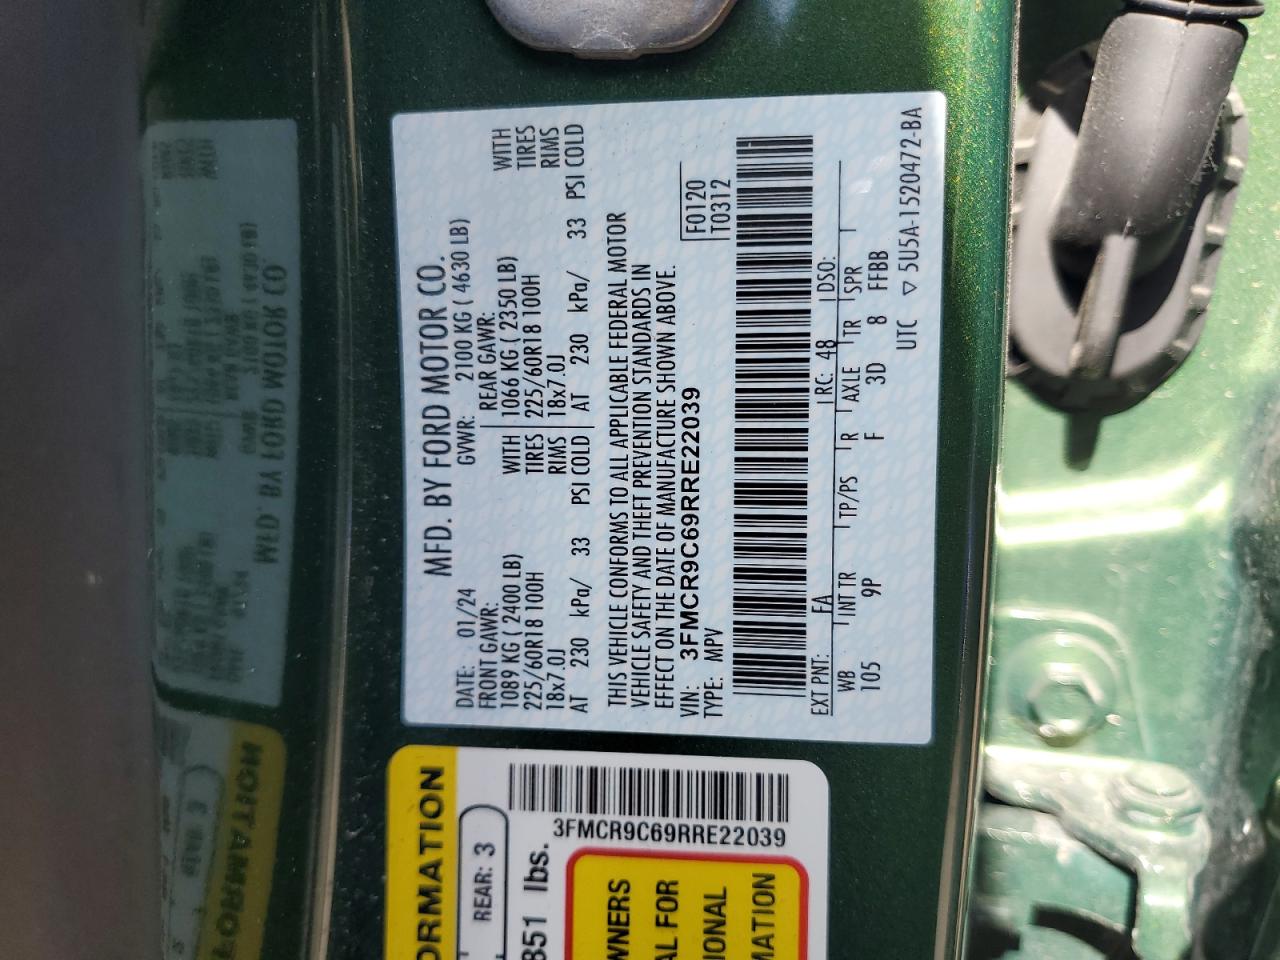 MFD. BY FORD MOTOR CO.
DATE: 01/24 GVWR: 2100 KG ( 4630 LB)
FRONT GAWR: REAR GAWR:
1089 KG ( 2400 LB) WITH 1066 KG ( 2350 LB) WITH
225/60R18 100H TIRES 225/60R18 100H TIRES
18x7.0J RIMS 18x7.0J RIMS
AT 230 kPa/ 33 PSI COLD AT 230 kPa/ 33 PSI COLD
THIS VEHICLE CONFORMS TO ALL APPLICABLE FEDERAL MOTOR
VEHICLE SAFETY AND THEFT PREVENTION STANDARDS IN
EFFECT ON THE DATE OF MANUFACTURE SHOWN ABOVE.
VIN: 3FMCR9C69RRE22039 F0120
TYPE: MPV T0312
EXT PNT: FA RC: 48 DSO:
WB INT TR TP/PS R AXLE TR SPR
105 9P F 3D 8 FFBB
UTC ▽ 5U5A-1520472-BA
ORMATION
REAR: 3
851 lbs.
3FMCR9C69RRE22039
WNERS
AL FOR
IONAL
MATION